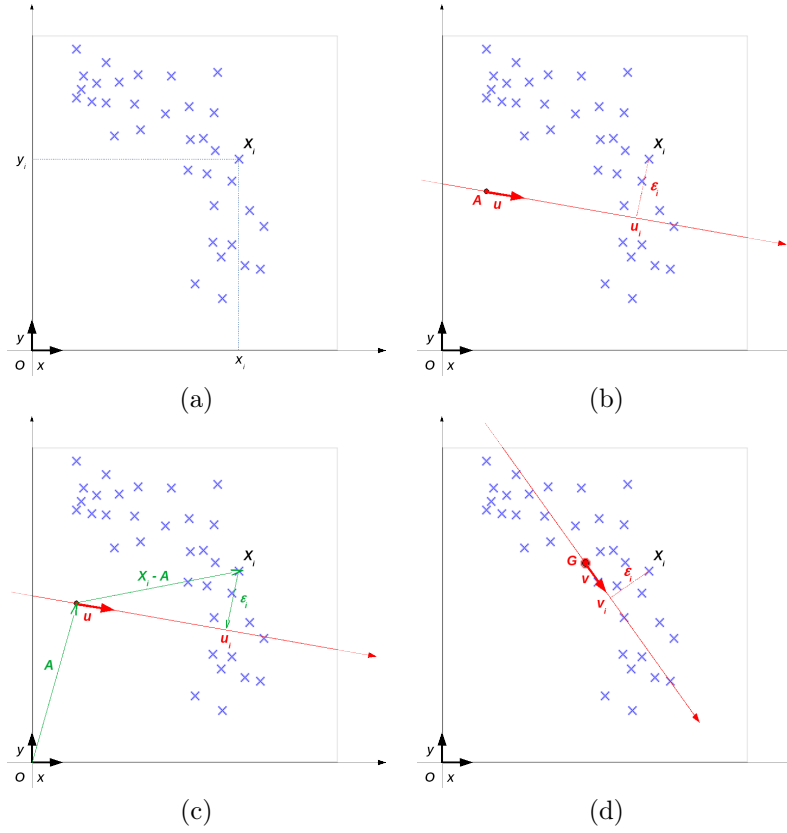 X_i
y_i
y
O x x_i
(a)
X_i
ε_i
A u
u_i
y
O x
(b)
X_i
X_i - A
ε_i
u
u_i
A
y
O x
(c)
X_i
G
ε_i
v
v_i
y
O x
(d)